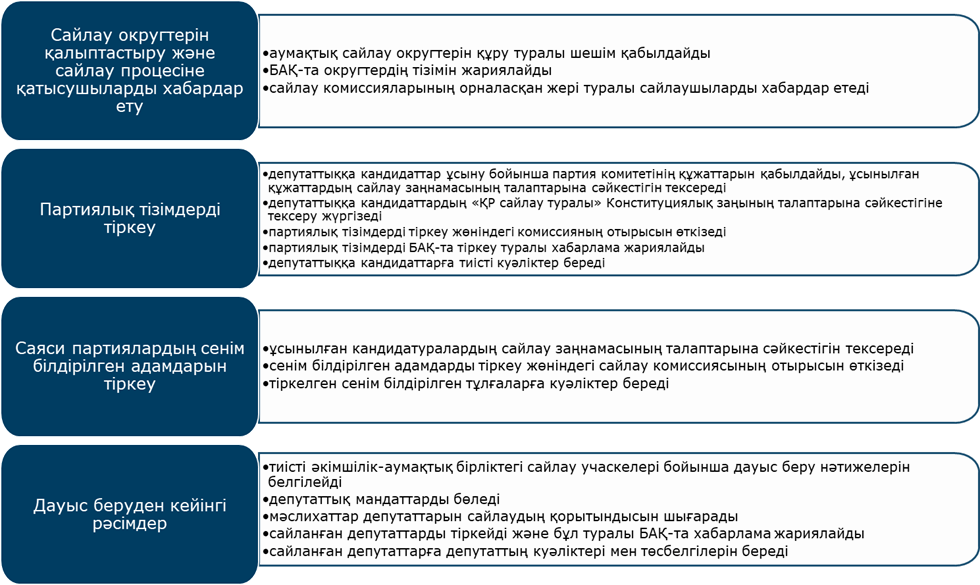 Сайлау округтерін
қалыптастыру және
сайлау процесіне
қатысушыларды хабардар
ету
•аумақтық сайлау округтерін құру туралы шешім қабылдайды
•БАҚ-та округтердің тізімін жариялайды
•сайлау комиссияларының орналасқан жері туралы сайлаушыларды хабардар етеді
Партиялық тізімдерді
тіркеу
•депутаттыққа кандидаттар ұсыну бойынша партия комитетінің құжаттарын қабылдайды, ұсынылған
құжаттардың сайлау заңнамасының талаптарына сәйкестігін тексереді
•депутаттыққа кандидаттардың «ҚР сайлау туралы» Конституциялық заңының талаптарына сәйкестігіне
тексеру жүргізеді
•партиялық тізімдерді тіркеу жөніндегі комиссияның отырысын өткізеді
•партиялық тізімдерді БАҚ-та тіркеу туралы хабарлама жариялайды
•депутаттыққа кандидаттарға тиісті куәліктер береді
Саяси партиялардың сенім
білдірілген адамдарын
тіркеу
•ұсынылған кандидатуралардың сайлау заңнамасының талаптарына сәйкестігін тексереді
•сенім білдірілген адамдарды тіркеу жөніндегі сайлау комиссиясының отырысын өткізеді
•тіркелген сенім білдірілген тұлғаларға куәліктер береді
Дауыс беруден кейінгі
рәсімдер
•тиісті әкімшілік-аумақтық бірліктегі сайлау учаскелері бойынша дауыс беру нәтижелерін
белгілейді
•депутаттық мандаттарды бөледі
•мәслихаттар депутаттарын сайлаудың қорытындысын шығарады
•сайланған депутаттарды тіркейді және бұл туралы БАҚ-та хабарлама жариялайды
•сайланған депутаттарға депутаттың куәліктері мен төсбелгілерін береді